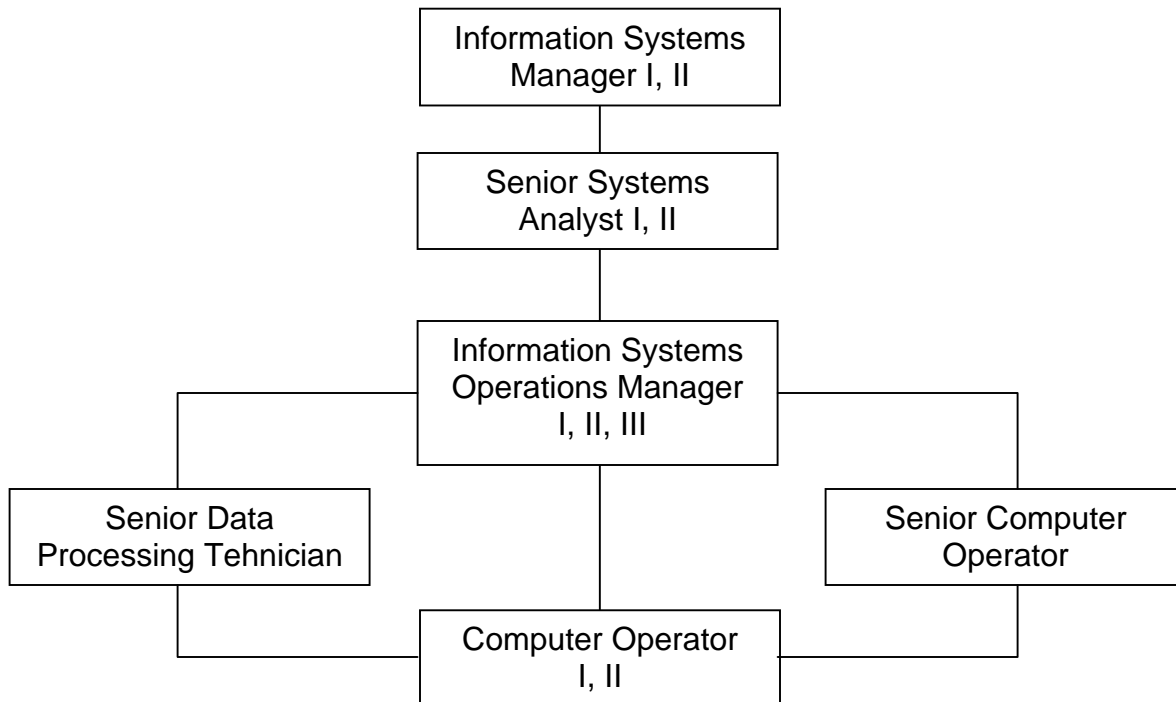 Information Systems
Manager I, II
Senior Systems
Analyst I, II
Information Systems
Operations Manager
I, II, III
Senior Data
Processing Tehnician
Senior Computer
Operator
Computer Operator
I, II